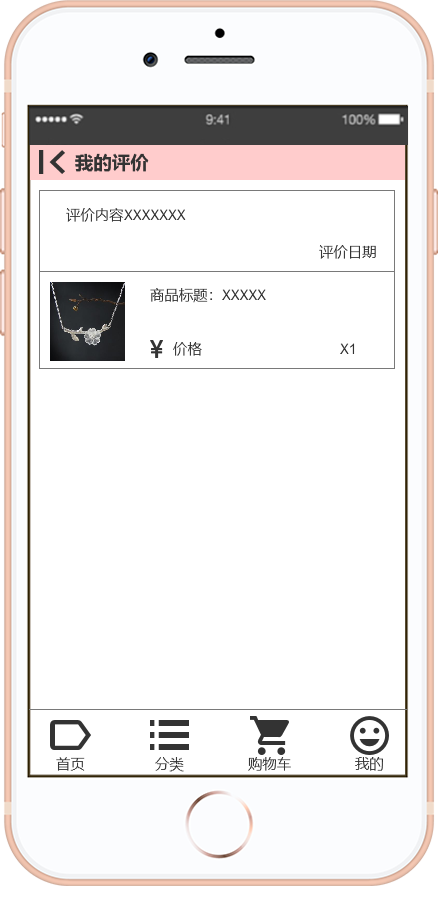 9:41
100%
我的评价
评价内容XXXXXXX
评价日期
商品标题：XXXXX
¥ 价格 X1
首页 分类 购物车 我的